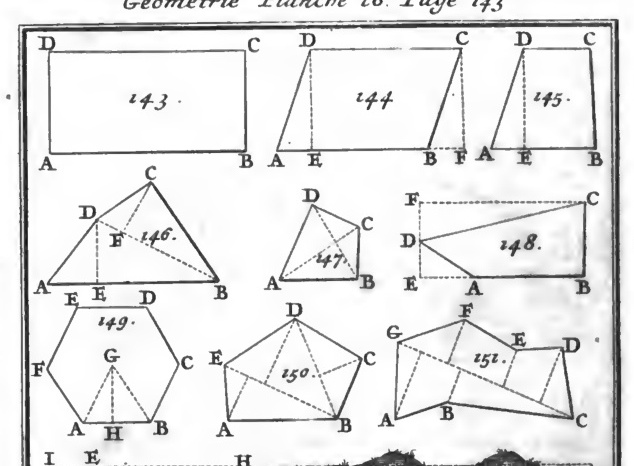 Geometrie Planche 16. Page 143
D C D C D C
143. 144 145.
A B A E B F A E B
C
D F 146. D C 147. F C D 148.
A E B A B E A B
E D D F
149. E C G E D
F G C 150. 151.
A H B A B A B C
I E H